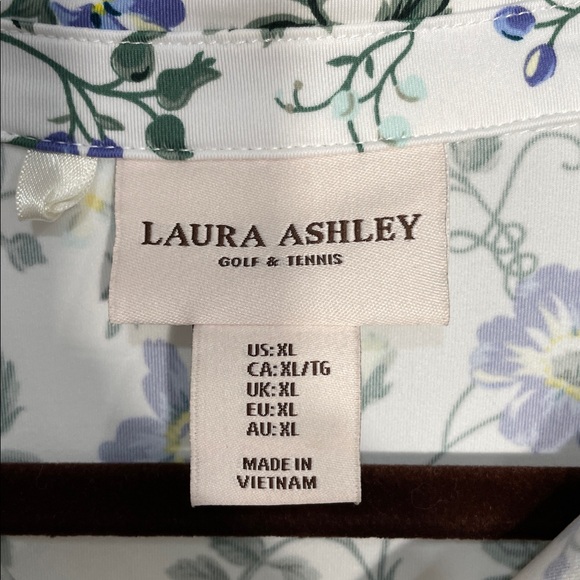 LAURA ASHLEY
GOLF & TENNIS
US:XL
CA:XL/TG
UK:XL
EU:XL
AU:XL
MADE IN
VIETNAM